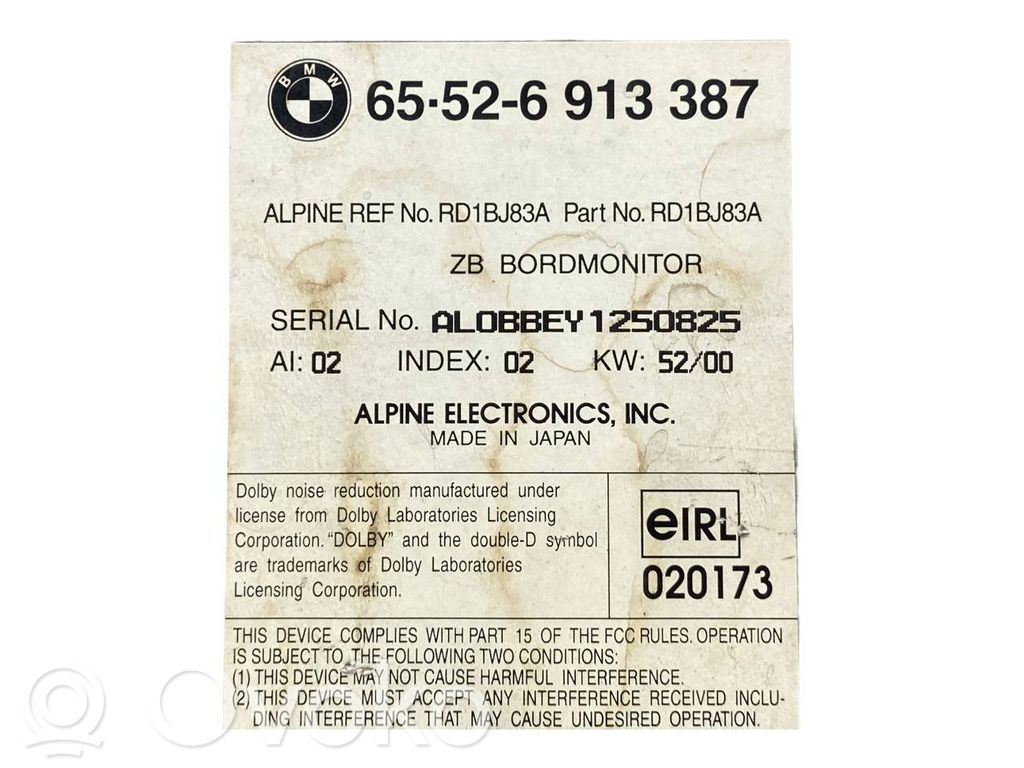 BMW
65·52-6 913 387
ALPINE REF No. RD1BJ83A Part No. RD1BJ83A
ZB BORDMONITOR
SERIAL No. ALOBBEY1250825
AI: 02 INDEX: 02 KW: 52/00
ALPINE ELECTRONICS, INC.
MADE IN JAPAN
Dolby noise reduction manufactured under
license from Dolby Laboratories Licensing
Corporation. "DOLBY" and the double-D symbol
are trademarks of Dolby Laboratories
Licensing Corporation.
eIRL
020173
THIS DEVICE COMPLIES WITH PART 15 OF THE FCC RULES. OPERATION
IS SUBJECT TO THE FOLLOWING TWO CONDITIONS:
(1) THIS DEVICE MAY NOT CAUSE HARMFUL INTERFERENCE.
(2) THIS DEVICE MUST ACCEPT ANY INTERFERENCE RECEIVED INCLU-
DING INTERFERENCE THAT MAY CAUSE UNDESIRED OPERATION.
OVOKO